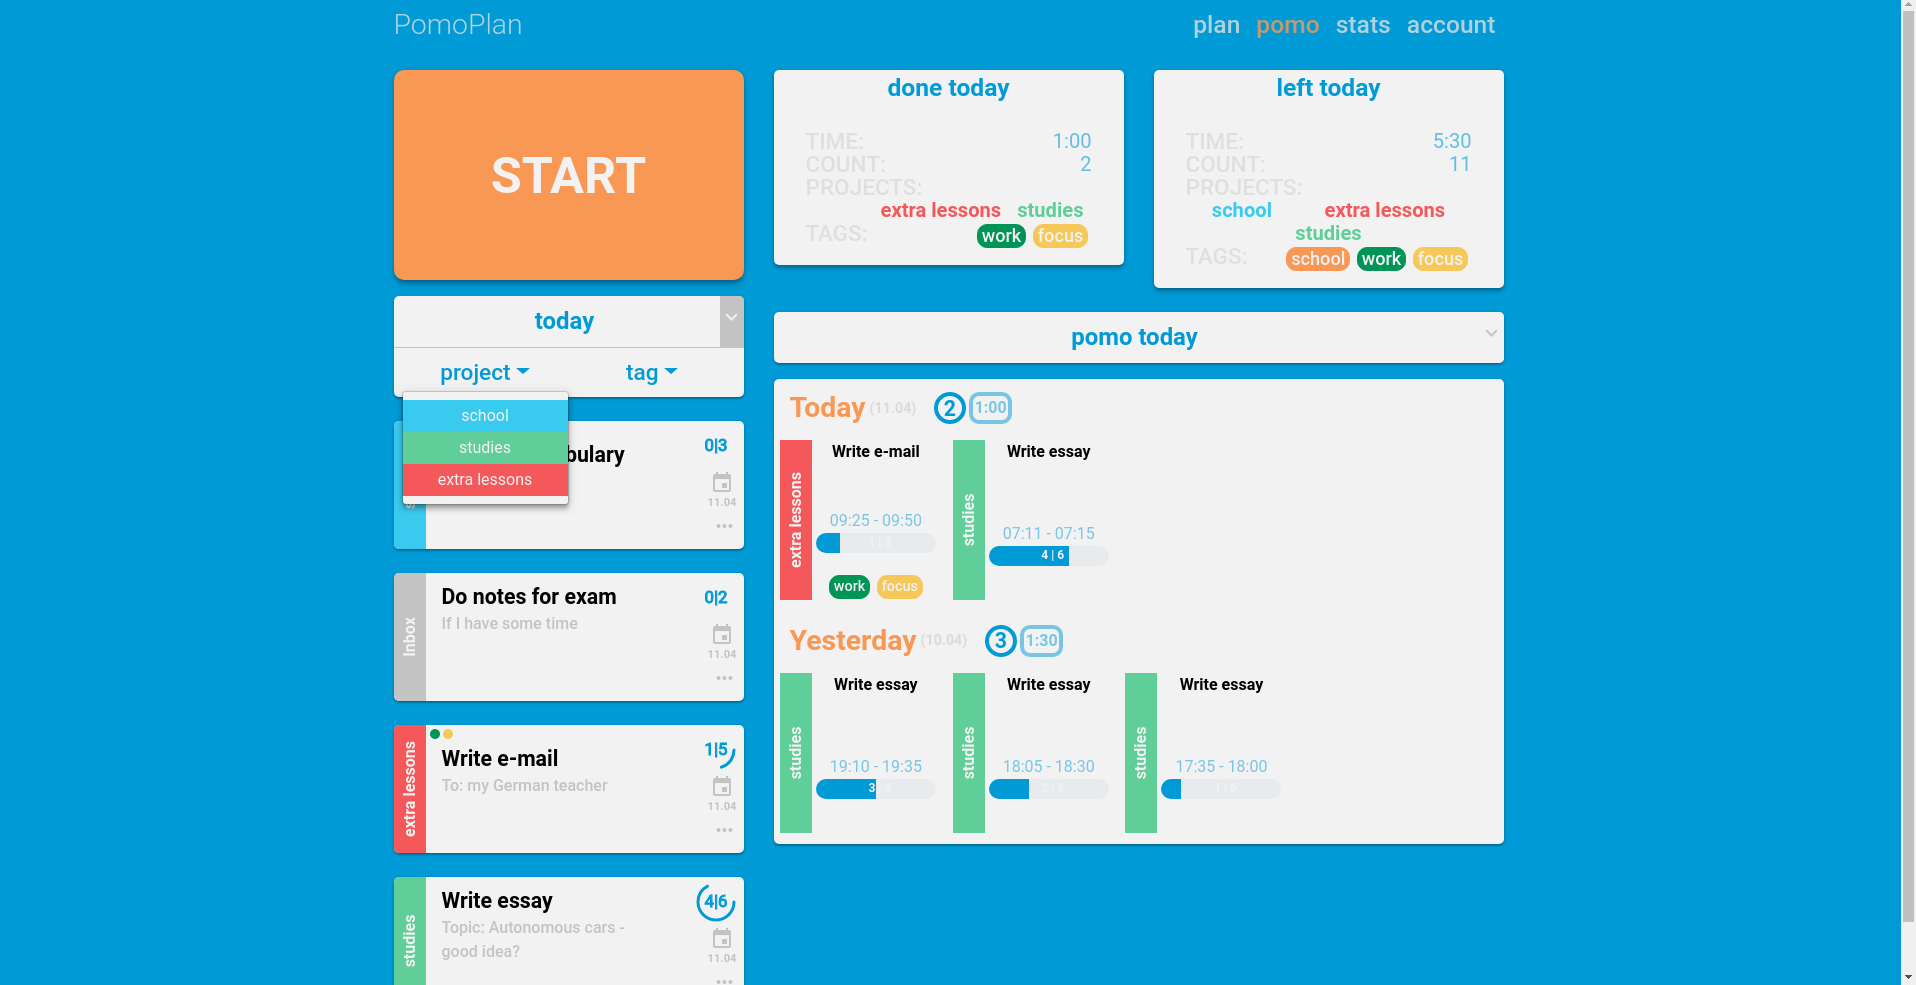 PomoPlan
plan pomo stats account
START
done today
TIME: 1:00
COUNT: 2
PROJECTS:
extra lessons studies
TAGS: work focus
left today
TIME: 5:30
COUNT: 11
PROJECTS:
school extra lessons
studies
TAGS: school work focus
today
project tag
school
studies
extra lessons
bulary
0|3
11.04
Inbox
Do notes for exam
If I have some time
0|2
11.04
extra lessons
Write e-mail
To: my German teacher
1|5
11.04
studies
Write essay
Topic: Autonomous cars -
good idea?
4|6
11.04
pomo today
Today (11.04) 2 1:00
extra lessons
Write e-mail
09:25 - 09:50
1 | 5
work focus
studies
Write essay
07:11 - 07:15
4 | 6
Yesterday (10.04) 3 1:30
studies
Write essay
19:10 - 19:35
3 | 6
studies
Write essay
18:05 - 18:30
2 | 6
studies
Write essay
17:35 - 18:00
1 | 6